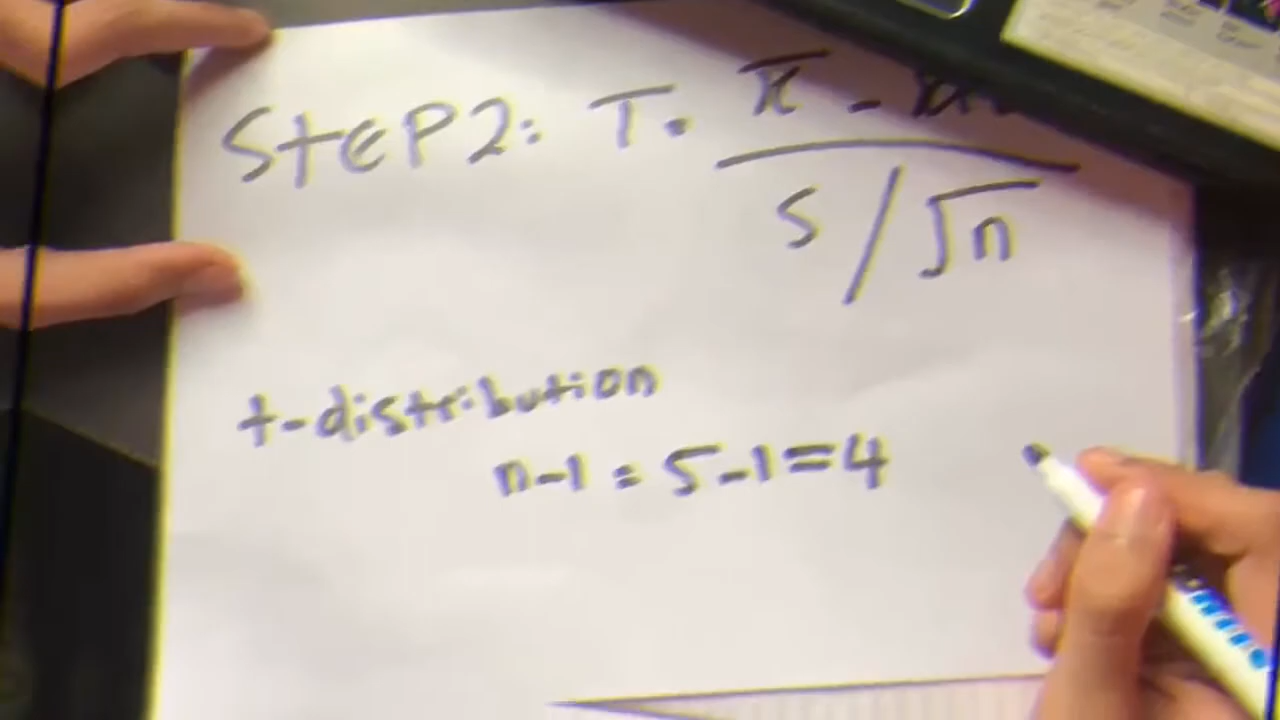 STEP2: T = x̄ -
s/√n
t-distribution
n-1 = 5-1=4